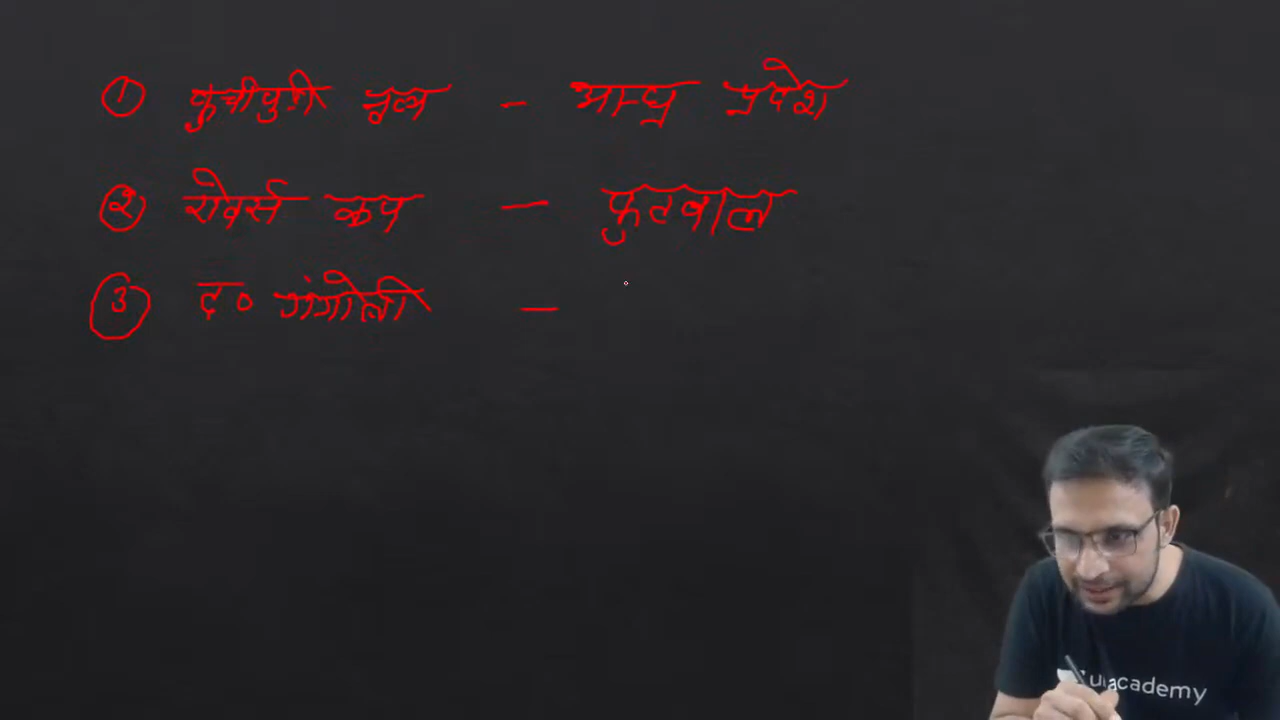 ① कुचीपुड़ी नृत्य - आन्ध्र प्रदेश
② रोवर्स कप - फुटबाल
③ द० गंगोत्री -
unacademy